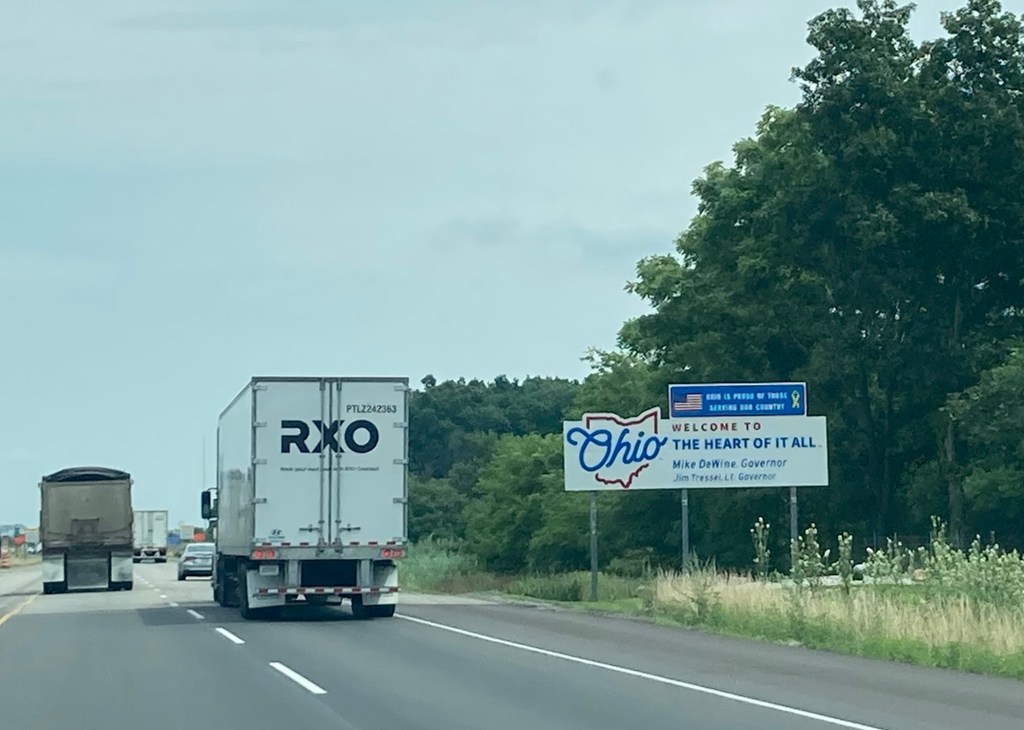 PTLZ242363
RXO
OHIO IS PROUD OF THOSE
SERVING OUR COUNTRY
Ohio
WELCOME TO
THE HEART OF IT ALL
Mike DeWine, Governor
Jim Tressel, Lt. Governor